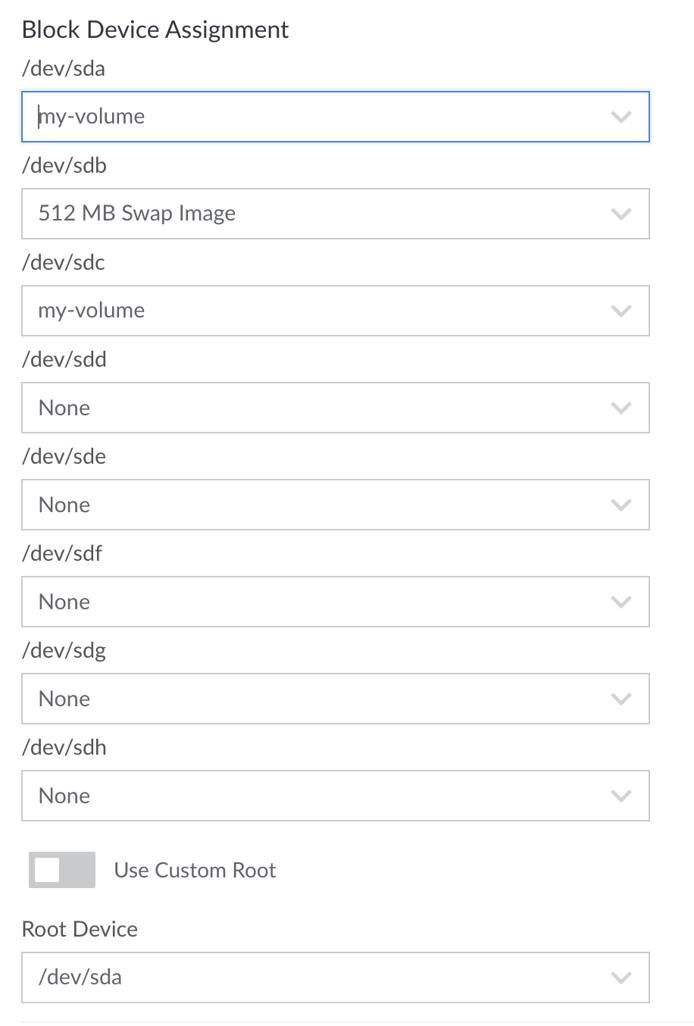 Block Device Assignment
/dev/sda
my-volume
/dev/sdb
512 MB Swap Image
/dev/sdc
my-volume
/dev/sdd
None
/dev/sde
None
/dev/sdf
None
/dev/sdg
None
/dev/sdh
None
Use Custom Root
Root Device
/dev/sda